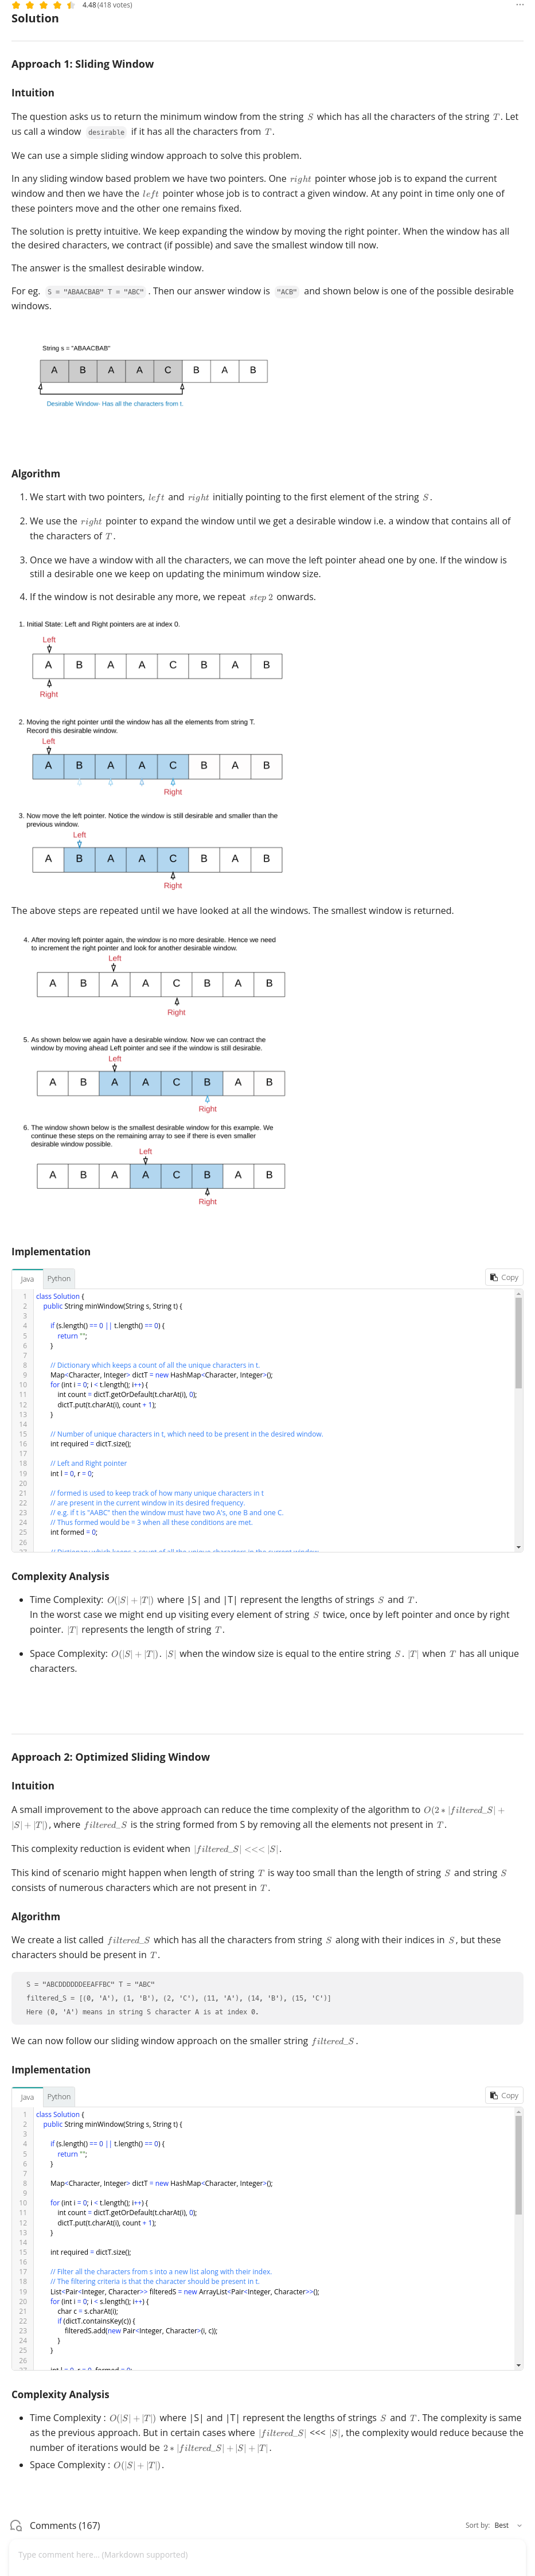 4.48 (418 votes)
Solution
Approach 1: Sliding Window
Intuition
The question asks us to return the minimum window from the string S which has all the characters of the string T. Let
us call a window desirable if it has all the characters from T.
We can use a simple sliding window approach to solve this problem.
In any sliding window based problem we have two pointers. One right pointer whose job is to expand the current
window and then we have the left pointer whose job is to contract a given window. At any point in time only one of
these pointers move and the other one remains fixed.
The solution is pretty intuitive. We keep expanding the window by moving the right pointer. When the window has all
the desired characters, we contract (if possible) and save the smallest window till now.
The answer is the smallest desirable window.
For eg. S = "ABAACBAB" T = "ABC" . Then our answer window is "ACB" and shown below is one of the possible desirable
windows.
String s = "ABAACBAB"
A B A A C B A B
Desirable Window- Has all the characters from t.
Algorithm
1. We start with two pointers, left and right initially pointing to the first element of the string S.
2. We use the right pointer to expand the window until we get a desirable window i.e. a window that contains all of
the characters of T.
3. Once we have a window with all the characters, we can move the left pointer ahead one by one. If the window is
still a desirable one we keep on updating the minimum window size.
4. If the window is not desirable any more, we repeat step 2 onwards.
1. Initial State: Left and Right pointers are at index 0.
Left
A B A A C B A B
Right
2. Moving the right pointer until the window has all the elements from string T.
Record this desirable window.
Left
A B A A C B A B
Right
3. Now move the left pointer. Notice the window is still desirable and smaller than the
previous window.
Left
A B A A C B A B
Right
The above steps are repeated until we have looked at all the windows. The smallest window is returned.
4. After moving left pointer again, the window is no more desirable. Hence we need
to increment the right pointer and look for another desirable window.
Left
A B A A C B A B
Right
5. As shown below we again have a desirable window. Now we can contract the
window by moving ahead Left pointer and see if the window is still desirable.
Left
A B A A C B A B
Right
6. The window shown below is the smallest desirable window for this example. We
continue these steps on the remaining array to see if there is even smaller
desirable window possible.
Left
A B A A C B A B
Right
Implementation
Java Python Copy
1 class Solution {
2 public String minWindow(String s, String t) {
3
4 if (s.length() == 0 || t.length() == 0) {
5 return "";
6 }
7
8 // Dictionary which keeps a count of all the unique characters in t.
9 Map<Character, Integer> dictT = new HashMap<Character, Integer>();
10 for (int i = 0; i < t.length(); i++) {
11 int count = dictT.getOrDefault(t.charAt(i), 0);
12 dictT.put(t.charAt(i), count + 1);
13 }
14
15 // Number of unique characters in t, which need to be present in the desired window.
16 int required = dictT.size();
17
18 // Left and Right pointer
19 int l = 0, r = 0;
20
21 // formed is used to keep track of how many unique characters in t
22 // are present in the current window in its desired frequency.
23 // e.g. if t is "AABC" then the window must have two A's, one B and one C.
24 // Thus formed would be = 3 when all these conditions are met.
25 int formed = 0;
26
27 // Dictionary which keeps a count of all the unique characters in the current window.
Complexity Analysis
• Time Complexity: O(|S| + |T|) where |S| and |T| represent the lengths of strings S and T.
In the worst case we might end up visiting every element of string S twice, once by left pointer and once by right
pointer. |T| represents the length of string T.
• Space Complexity: O(|S| + |T|). |S| when the window size is equal to the entire string S. |T| when T has all unique
characters.
Approach 2: Optimized Sliding Window
Intuition
A small improvement to the above approach can reduce the time complexity of the algorithm to O(2 * |filtered_S| +
|S| + |T|), where filtered_S is the string formed from S by removing all the elements not present in T.
This complexity reduction is evident when |filtered_S| <<< |S|.
This kind of scenario might happen when length of string T is way too small than the length of string S and string S
consists of numerous characters which are not present in T.
Algorithm
We create a list called filtered_S which has all the characters from string S along with their indices in S, but these
characters should be present in T.
S = "ABCDDDDDDEEAFFBC" T = "ABC"
filtered_S = [(0, 'A'), (1, 'B'), (2, 'C'), (11, 'A'), (14, 'B'), (15, 'C')]
Here (0, 'A') means in string S character A is at index 0.
We can now follow our sliding window approach on the smaller string filtered_S.
Implementation
Java Python Copy
1 class Solution {
2 public String minWindow(String s, String t) {
3
4 if (s.length() == 0 || t.length() == 0) {
5 return "";
6 }
7
8 Map<Character, Integer> dictT = new HashMap<Character, Integer>();
9
10 for (int i = 0; i < t.length(); i++) {
11 int count = dictT.getOrDefault(t.charAt(i), 0);
12 dictT.put(t.charAt(i), count + 1);
13 }
14
15 int required = dictT.size();
16
17 // Filter all the characters from s into a new list along with their index.
18 // The filtering criteria is that the character should be present in t.
19 List<Pair<Integer, Character>> filteredS = new ArrayList<Pair<Integer, Character>>();
20 for (int i = 0; i < s.length(); i++) {
21 char c = s.charAt(i);
22 if (dictT.containsKey(c)) {
23 filteredS.add(new Pair<Integer, Character>(i, c));
24 }
25 }
26
27 int l = 0, r = 0, formed = 0;
Complexity Analysis
• Time Complexity : O(|S| + |T|) where |S| and |T| represent the lengths of strings S and T. The complexity is same
as the previous approach. But in certain cases where |filtered_S| <<< |S|, the complexity would reduce because the
number of iterations would be 2 * |filtered_S| + |S| + |T|.
• Space Complexity : O(|S| + |T|).
Comments (167) Sort by: Best
Type comment here... (Markdown supported)